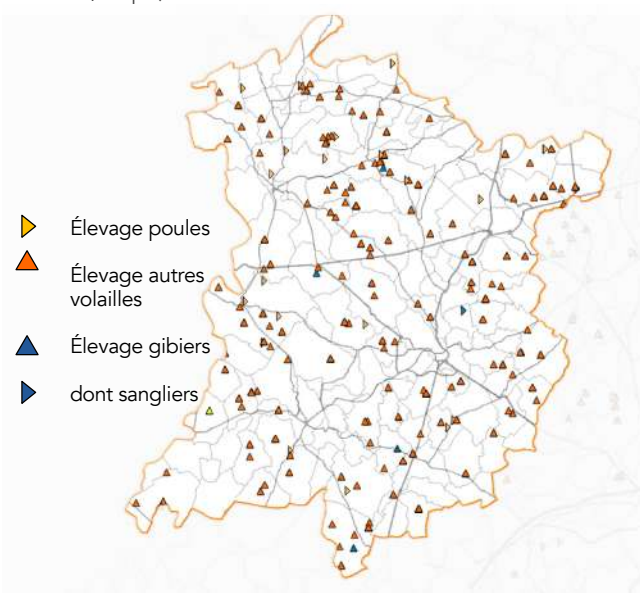 Élevage poules
Élevage autres
volailles
Élevage gibiers
dont sangliers